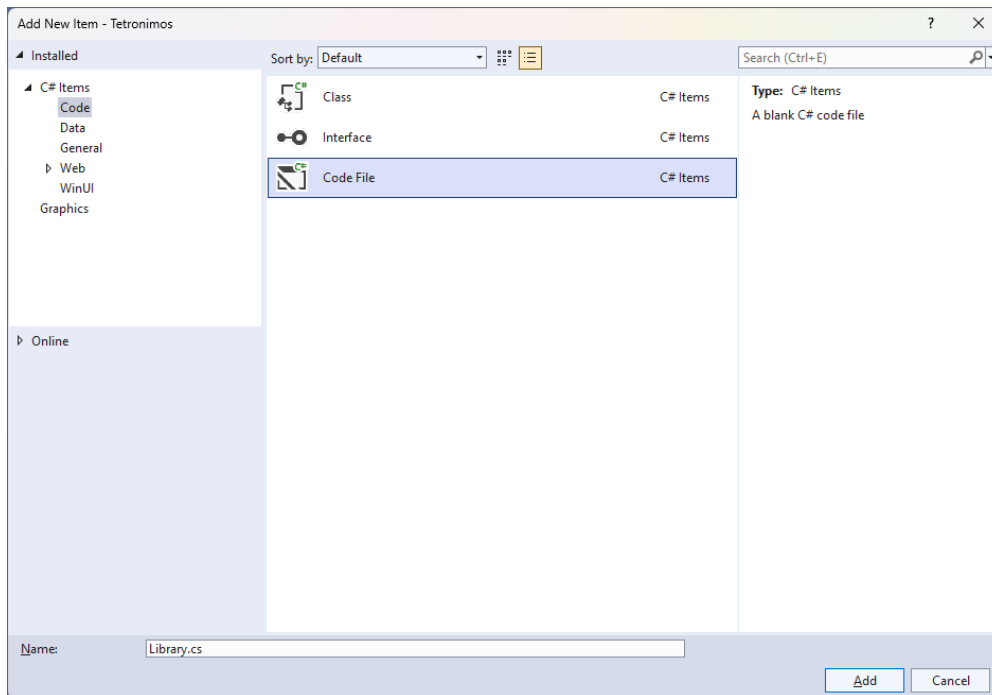 Add New Item - Tetronimos
?
Installed
Sort by: Default
Search (Ctrl+E)
C# Items
Code
Data
General
Web
WinUI
Graphics
Online
C# Class C# Items
Interface C# Items
C# Code File C# Items
Type: C# Items
A blank C# code file
Name: Library.cs
Add Cancel